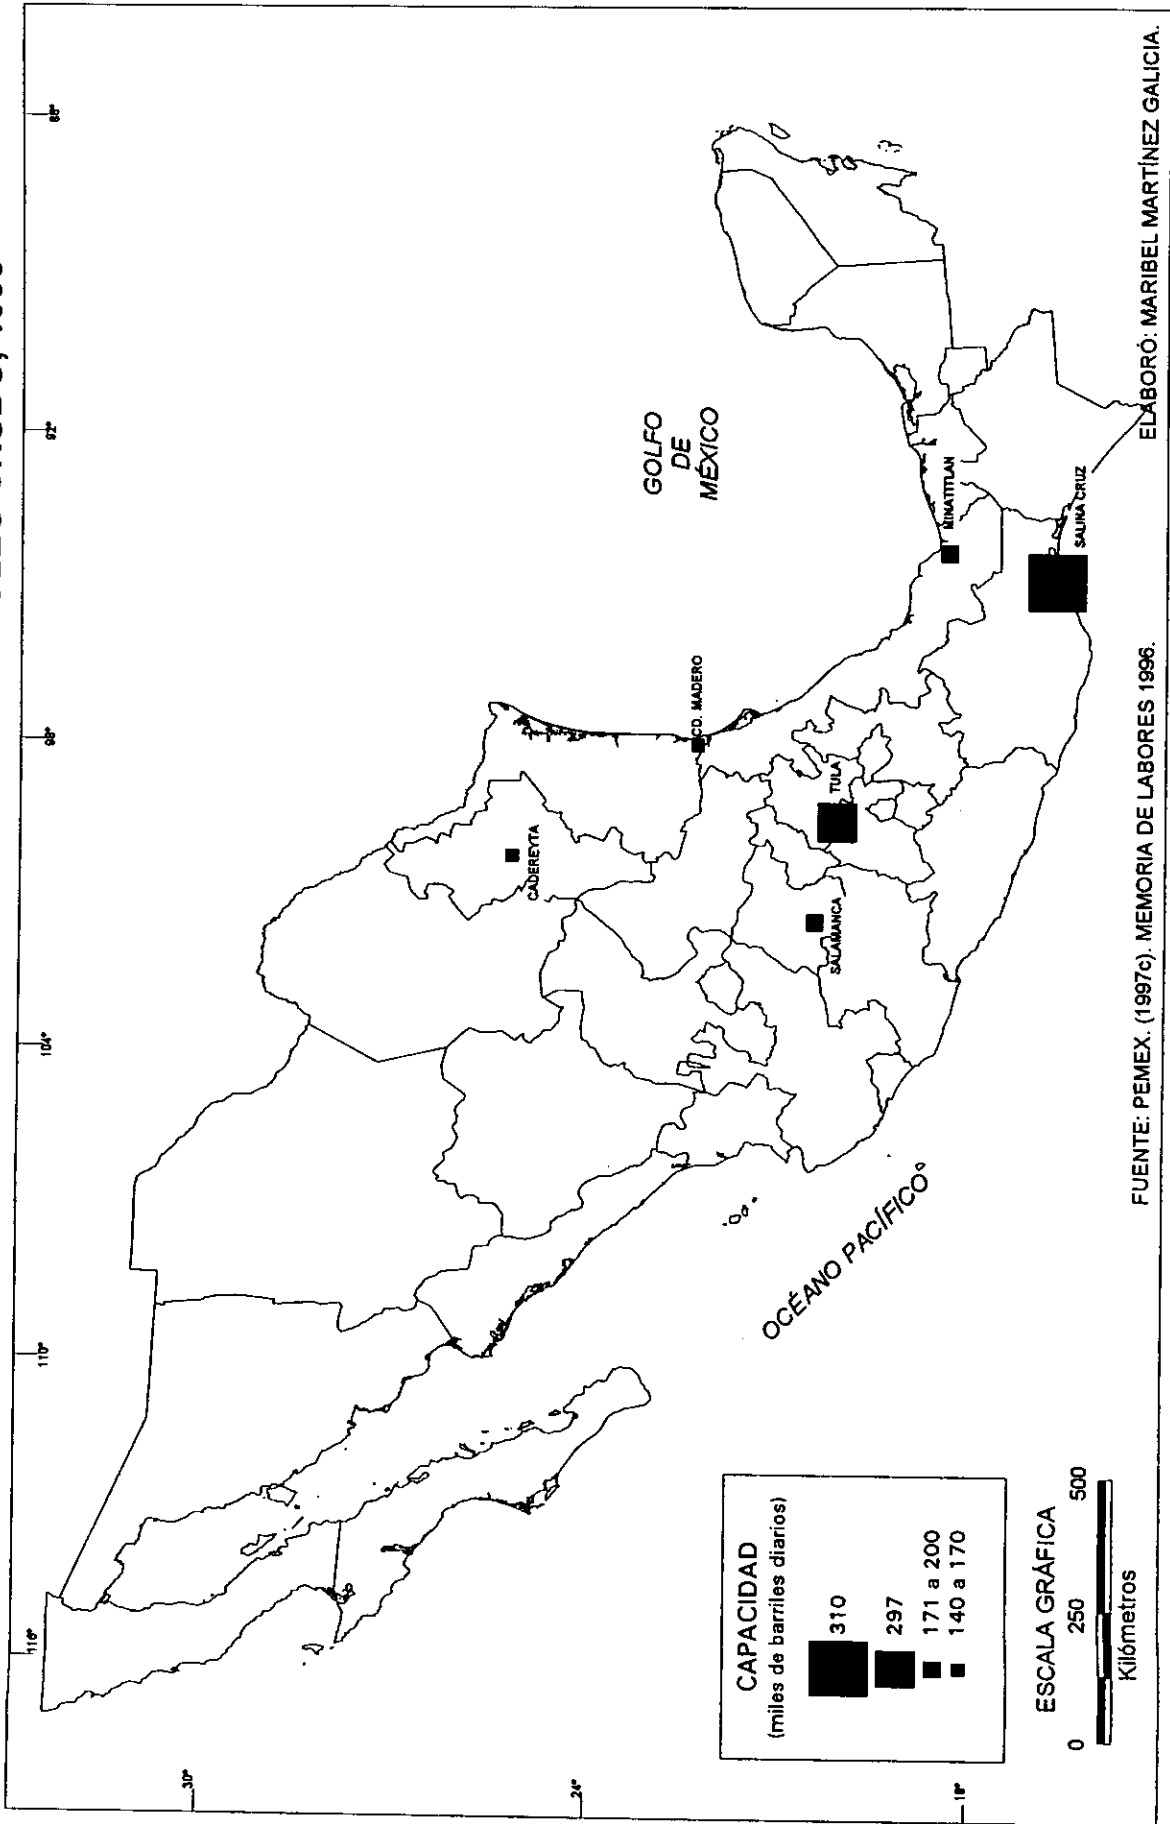 116°
110°
104°
98°
92°
30°
24°
18°
GOLFO
DE
MÉXICO
OCÉANO PACÍFICO
CADEREYTA
CD. MADERO
TULA
SALAMANCA
MINATITLAN
SALINA CRUZ
CAPACIDAD
(miles de barriles diarios)
310
297
171 a 200
140 a 170
ESCALA GRÁFICA
0 250 500
Kilómetros
FUENTE: PEMEX. (1997c). MEMORIA DE LABORES 1996.
ELABORÓ: MARIBEL MARTÍNEZ GALICIA.